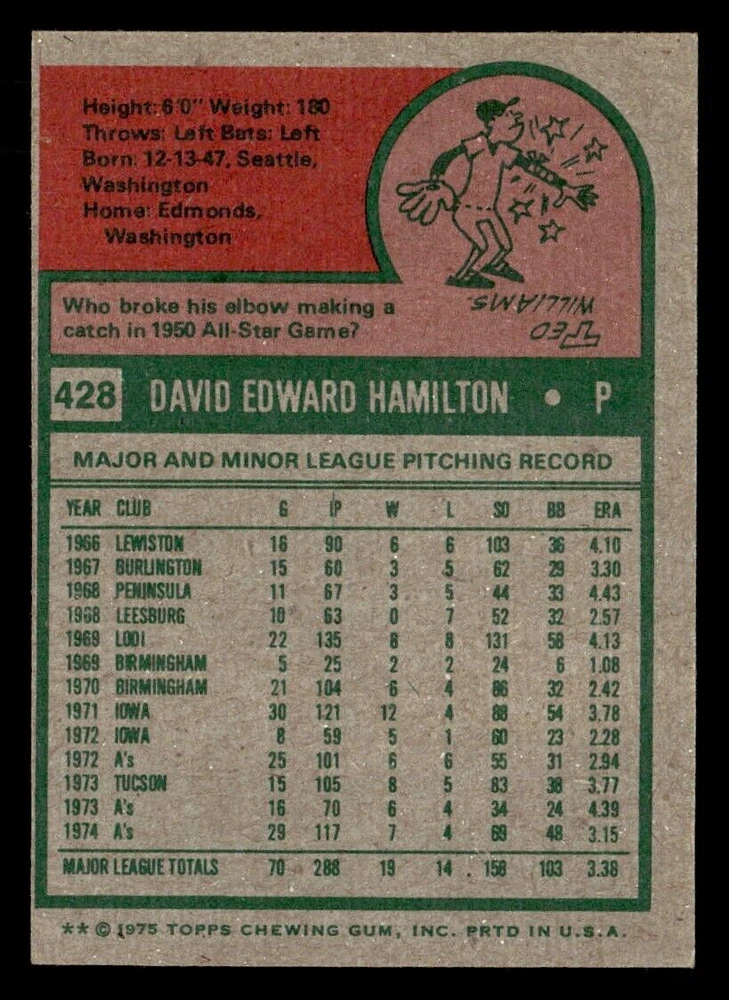 Height: 6'0" Weight: 180
Throws: Left Bats: Left
Born: 12-13-47, Seattle,
Washington
Home: Edmonds,
Washington
Who broke his elbow making a
catch in 1950 All-Star Game?
TED
WILLIAMS.
428 DAVID EDWARD HAMILTON • P
MAJOR AND MINOR LEAGUE PITCHING RECORD
YEAR CLUB G IP W L SO BB ERA
1966 LEWISTON 16 90 6 6 103 36 4.10
1967 BURLINGTON 15 60 3 5 62 29 3.30
1968 PENINSULA 11 67 3 5 44 33 4.43
1968 LEESBURG 10 63 0 7 52 32 2.57
1969 LODI 22 135 8 8 131 58 4.13
1969 BIRMINGHAM 5 25 2 2 24 6 1.08
1970 BIRMINGHAM 21 104 6 4 86 32 2.42
1971 IOWA 30 121 12 4 88 54 3.78
1972 IOWA 8 59 5 1 60 23 2.28
1972 A's 25 101 6 6 55 31 2.94
1973 TUCSON 15 105 8 5 83 38 3.77
1973 A's 16 70 6 4 34 24 4.39
1974 A's 29 117 7 4 69 48 3.15
MAJOR LEAGUE TOTALS 70 288 19 14 158 103 3.38
** © 1975 TOPPS CHEWING GUM, INC. PRTD IN U.S.A.